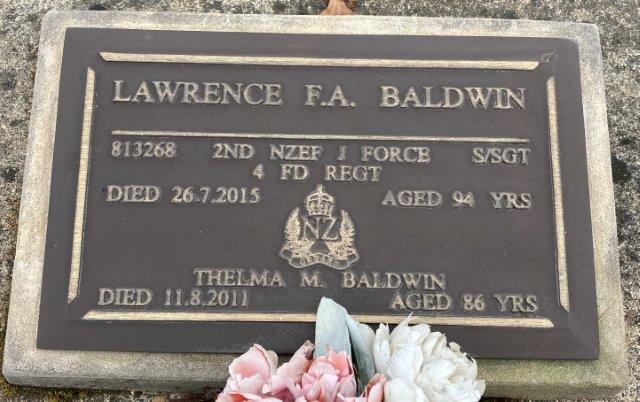 LAWRENCE F.A. BALDWIN
813268 2ND NZEF J FORCE S/SGT
4 FD REGT
DIED 26.7.2015 AGED 94 YRS
NZ
ONWARD
THELMA M. BALDWIN
DIED 11.8.2011 AGED 86 YRS